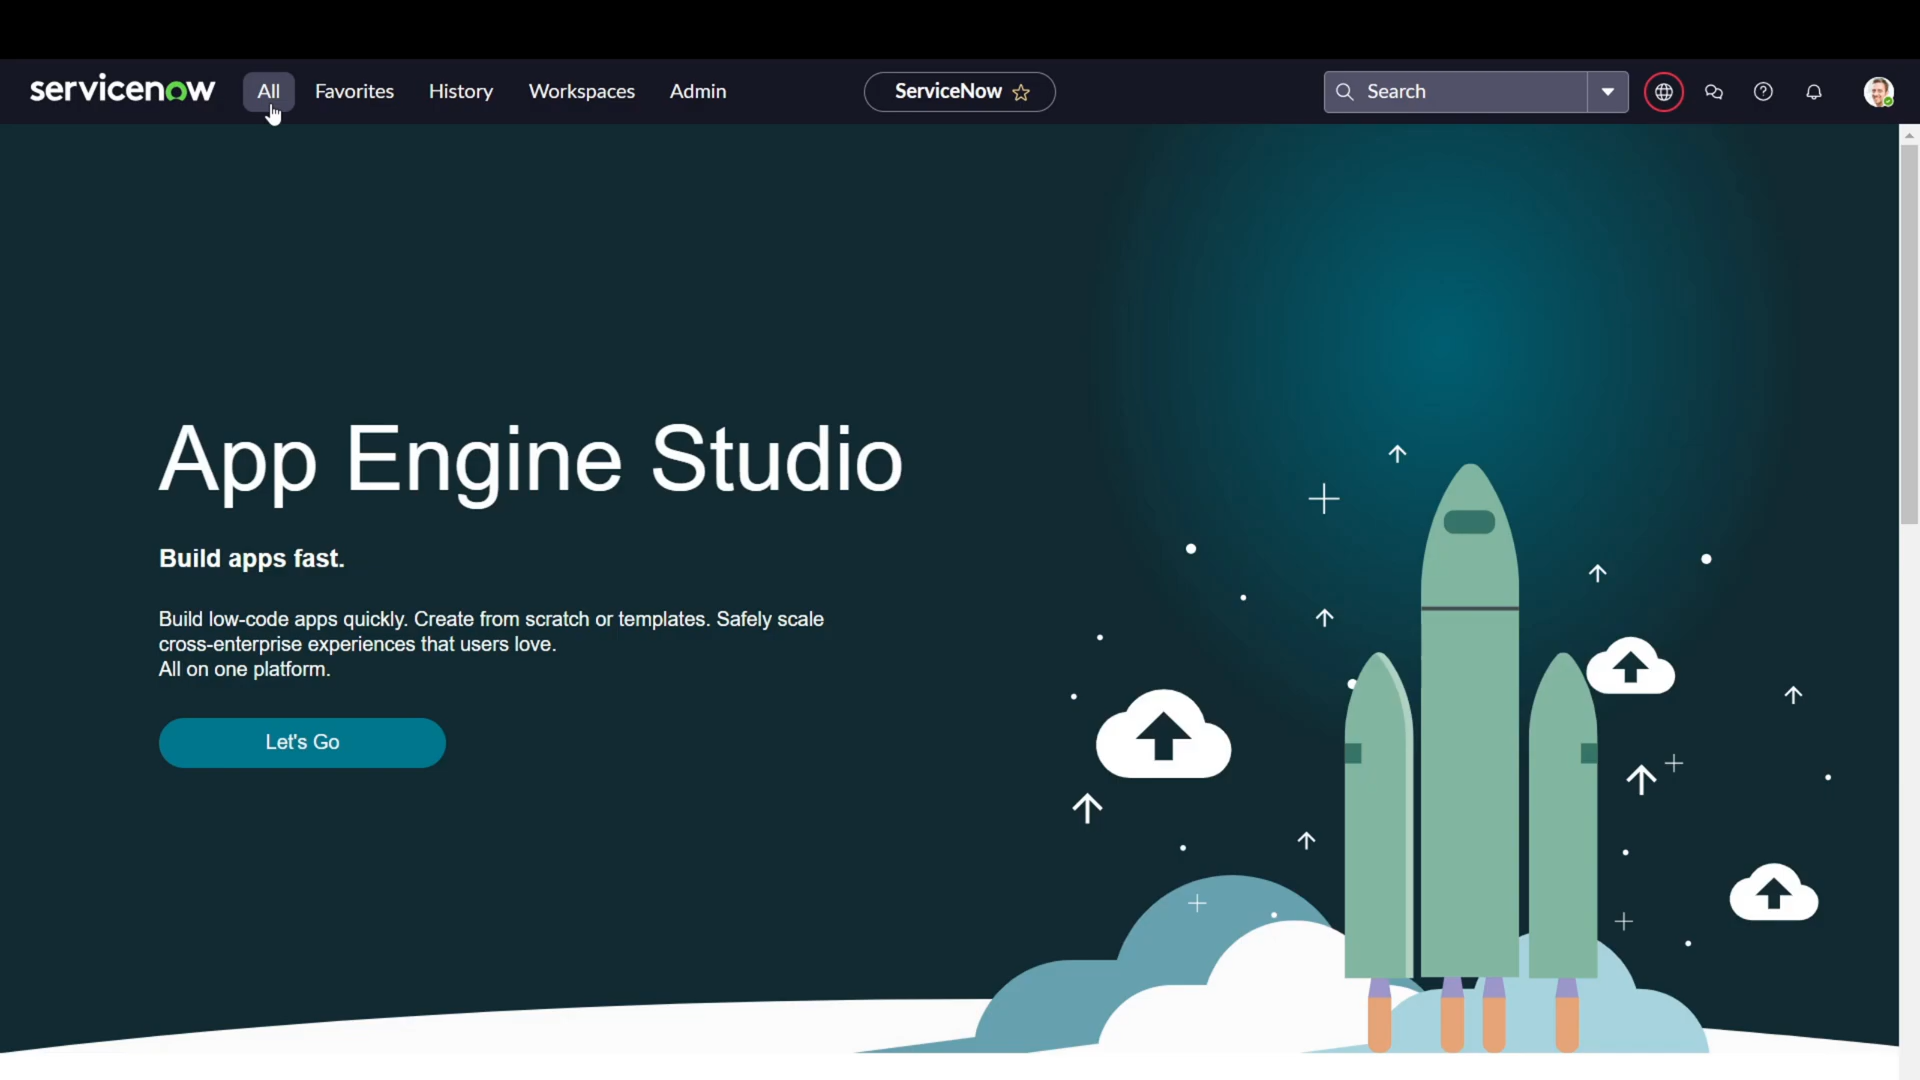 servicenow
All
Favorites
History
Workspaces
Admin
ServiceNow
Search
App Engine Studio
Build apps fast.
Build low-code apps quickly. Create from scratch or templates. Safely scale
cross-enterprise experiences that users love.
All on one platform.
Let's Go